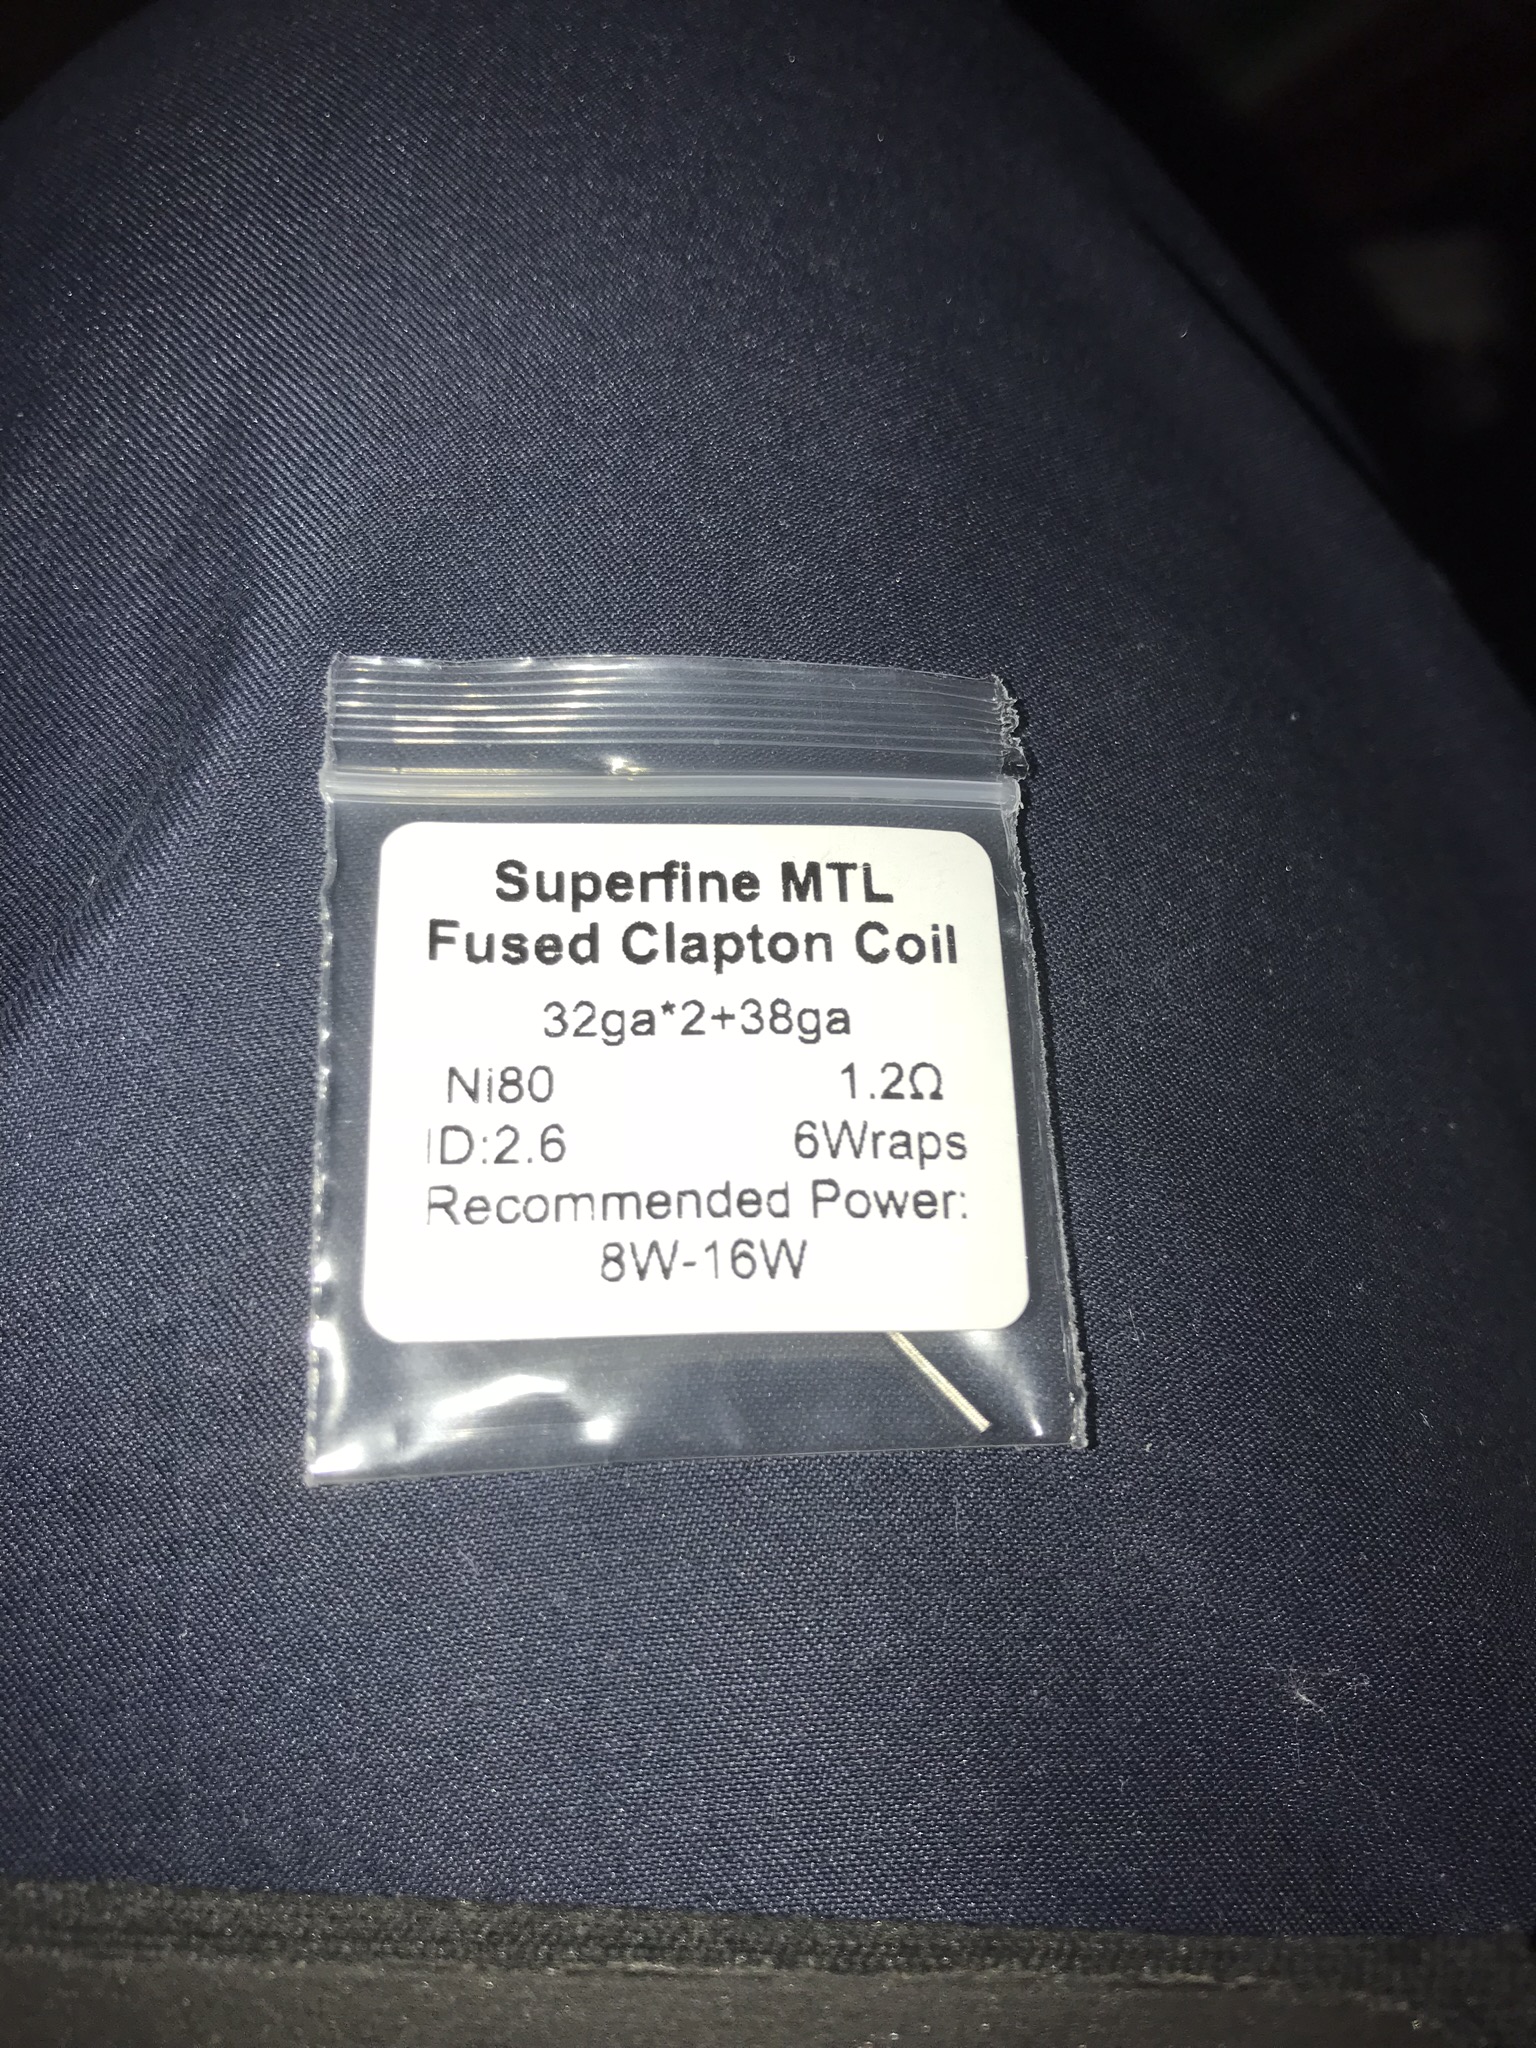 Superfine MTL
Fused Clapton Coil
32ga*2+38ga
Ni80 1.2Ω
ID:2.6 6Wraps
Recommended Power:
8W-16W